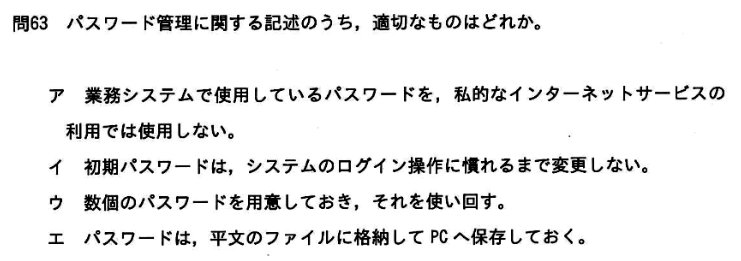 問63 パスワード管理に関する記述のうち，適切なものはどれか。
ア 業務システムで使用しているパスワードを，私的なインターネットサービスの
利用では使用しない。
イ 初期パスワードは，システムのログイン操作に慣れるまで変更しない。
ウ 数個のパスワードを用意しておき，それを使い回す。
エ パスワードは，平文のファイルに格納して PC へ保存しておく。